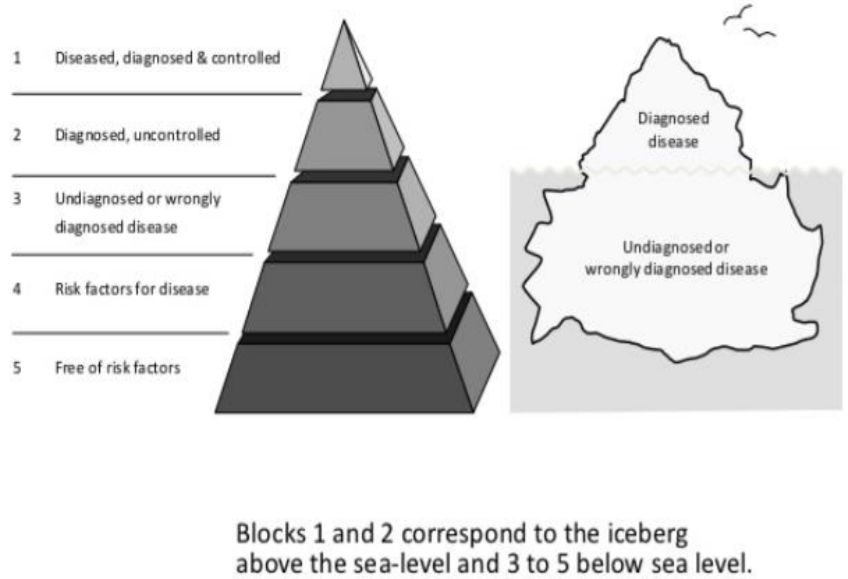 1 Diseased, diagnosed & controlled
2 Diagnosed, uncontrolled
3 Undiagnosed or wrongly
diagnosed disease
4 Risk factors for disease
5 Free of risk factors
Diagnosed
disease
Undiagnosed or
wrongly diagnosed disease
Blocks 1 and 2 correspond to the iceberg
above the sea-level and 3 to 5 below sea level.